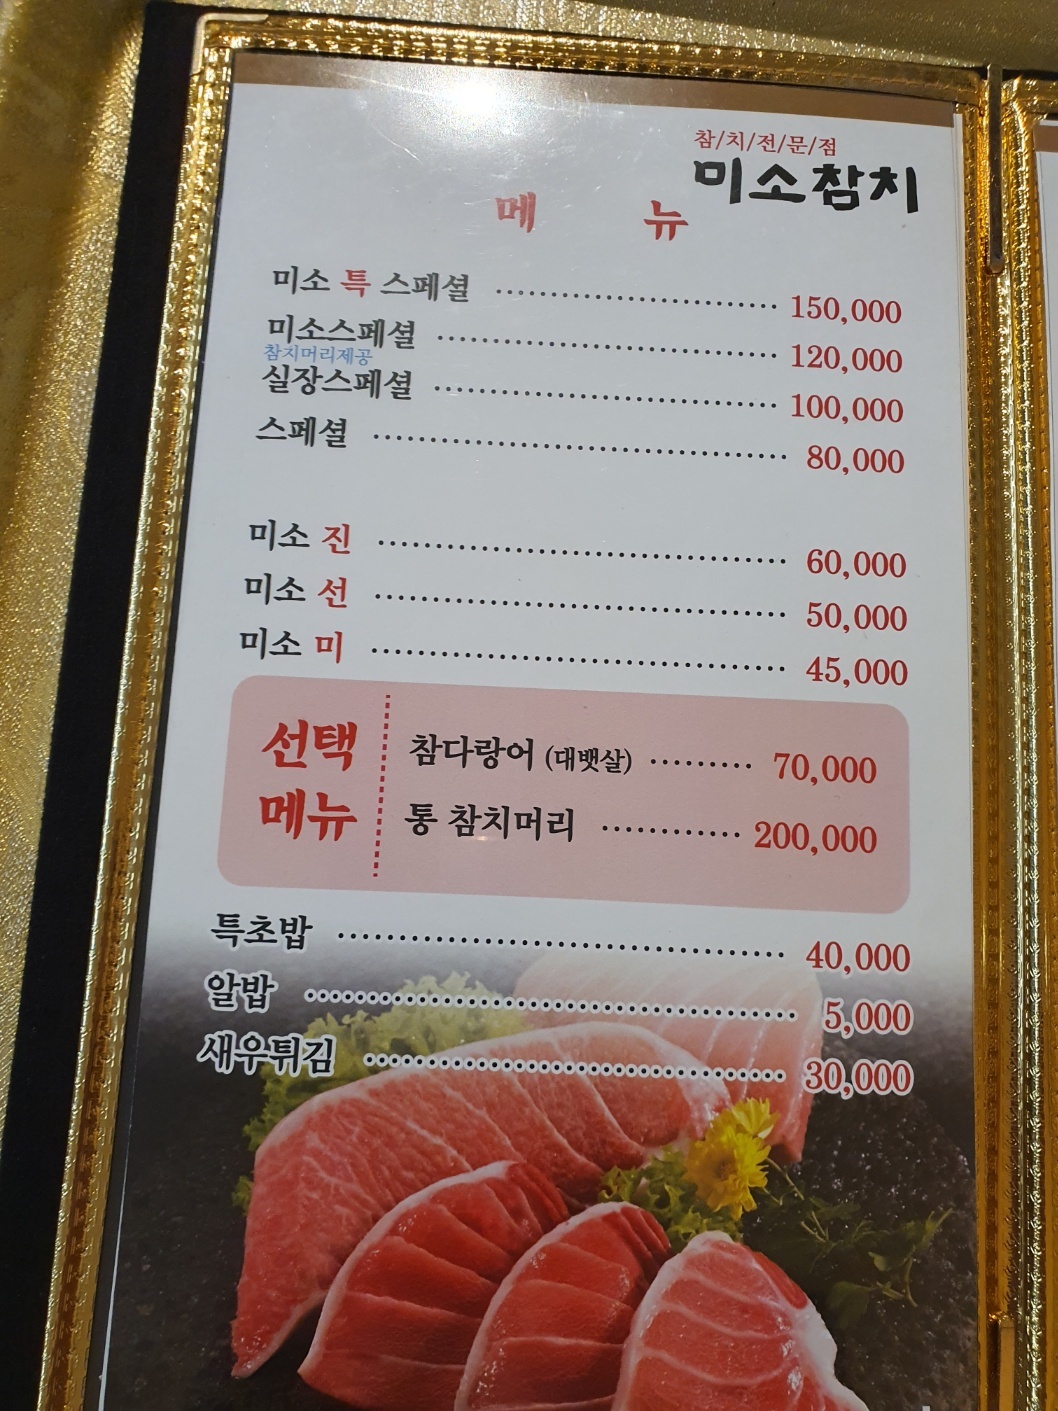 참/치/전/문/점
미소참치
메 뉴
미소 특 스페셜 150,000
미소스페셜 120,000
참치머리제공
실장스페셜 100,000
스페셜 80,000
미소 진 60,000
미소 선 50,000
미소 미 45,000
선택
메뉴
참다랑어 (대뱃살) 70,000
통 참치머리 200,000
특초밥 40,000
알밥 5,000
새우튀김 30,000